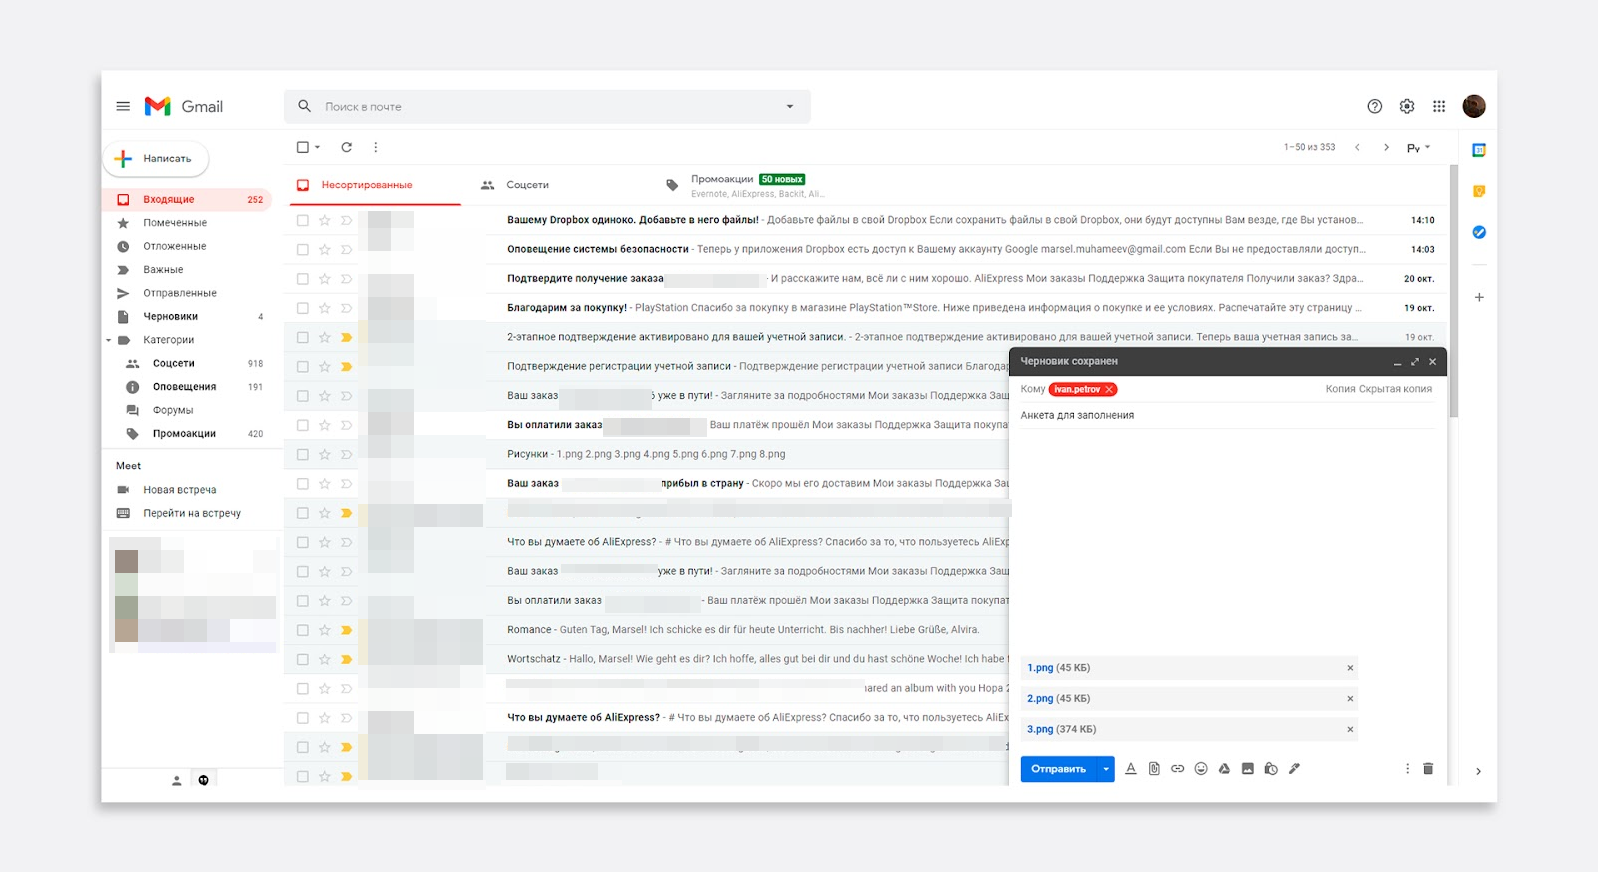 Gmail
Поиск в почте
Написать
1–50 из 353
Ру
Входящие 252
Помеченные
Отложенные
Важные
Отправленные
Черновики 4
Категории
Соцсети 918
Оповещения 191
Форумы
Промоакции 420
Meet
Новая встреча
Перейти на встречу
Несортированные
Соцсети
Промоакции 50 новых
Evernote, AliExpress, Backit, Ali...
Вашему Dropbox одиноко. Добавьте в него файлы! - Добавьте файлы в свой Dropbox Если сохранить файлы в свой Dropbox, они будут доступны Вам везде, где Вы установ... 14:10
Оповещение системы безопасности - Теперь у приложения Dropbox есть доступ к Вашему аккаунту Google marsel.muhameev@gmail.com Если Вы не предоставляли доступ... 14:03
Подтвердите получение заказа - И расскажите нам, всё ли с ним хорошо. AliExpress Мои заказы Поддержка Защита покупателя Получили заказ? Здра... 20 окт.
Благодарим за покупку! - PlayStation Спасибо за покупку в магазине PlayStation™Store. Ниже приведена информация о покупке и ее условиях. Распечатайте эту страницу ... 19 окт.
2-этапное подтверждение активировано для вашей учетной записи. - 2-этапное подтверждение активировано для вашей учетной записи. Теперь ваша учетная запись за... 19 окт.
Подтверждение регистрации учетной записи - Подтверждение регистрации учетной записи Благода
Ваш заказ уже в пути! - Загляните за подробностями Мои заказы Поддержка Защ
Вы оплатили заказ Ваш платёж прошёл Мои заказы Поддержка Защита покупа
Рисунки - 1.png 2.png 3.png 4.png 5.png 6.png 7.png 8.png
Ваш заказ прибыл в страну - Скоро мы его доставим Мои заказы Поддержка Защ
Что вы думаете об AliExpress? - # Что вы думаете об AliExpress? Спасибо за то, что пользуетесь AliExp
Ваш заказ уже в пути! - Загляните за подробностями Мои заказы Поддержка Защ
Вы оплатили заказ - Ваш платёж прошёл Мои заказы Поддержка Защита покупат
Romance - Guten Tag, Marsel! Ich schicke es dir für heute Unterricht. Bis nachher! Liebe Grüße, Alvira.
Wortschatz - Hallo, Marsel! Wie geht es dir? Ich hoffe, alles gut bei dir und du hast schöne Woche! Ich habe
ared an album with you Нора 2
Что вы думаете об AliExpress? - # Что вы думаете об AliExpress? Спасибо за то, что пользуетесь AliEx
Черновик сохранен
Кому ivan.petrov Копия Скрытая копия
Анкета для заполнения
1.png (45 КБ)
2.png (45 КБ)
3.png (374 КБ)
Отправить